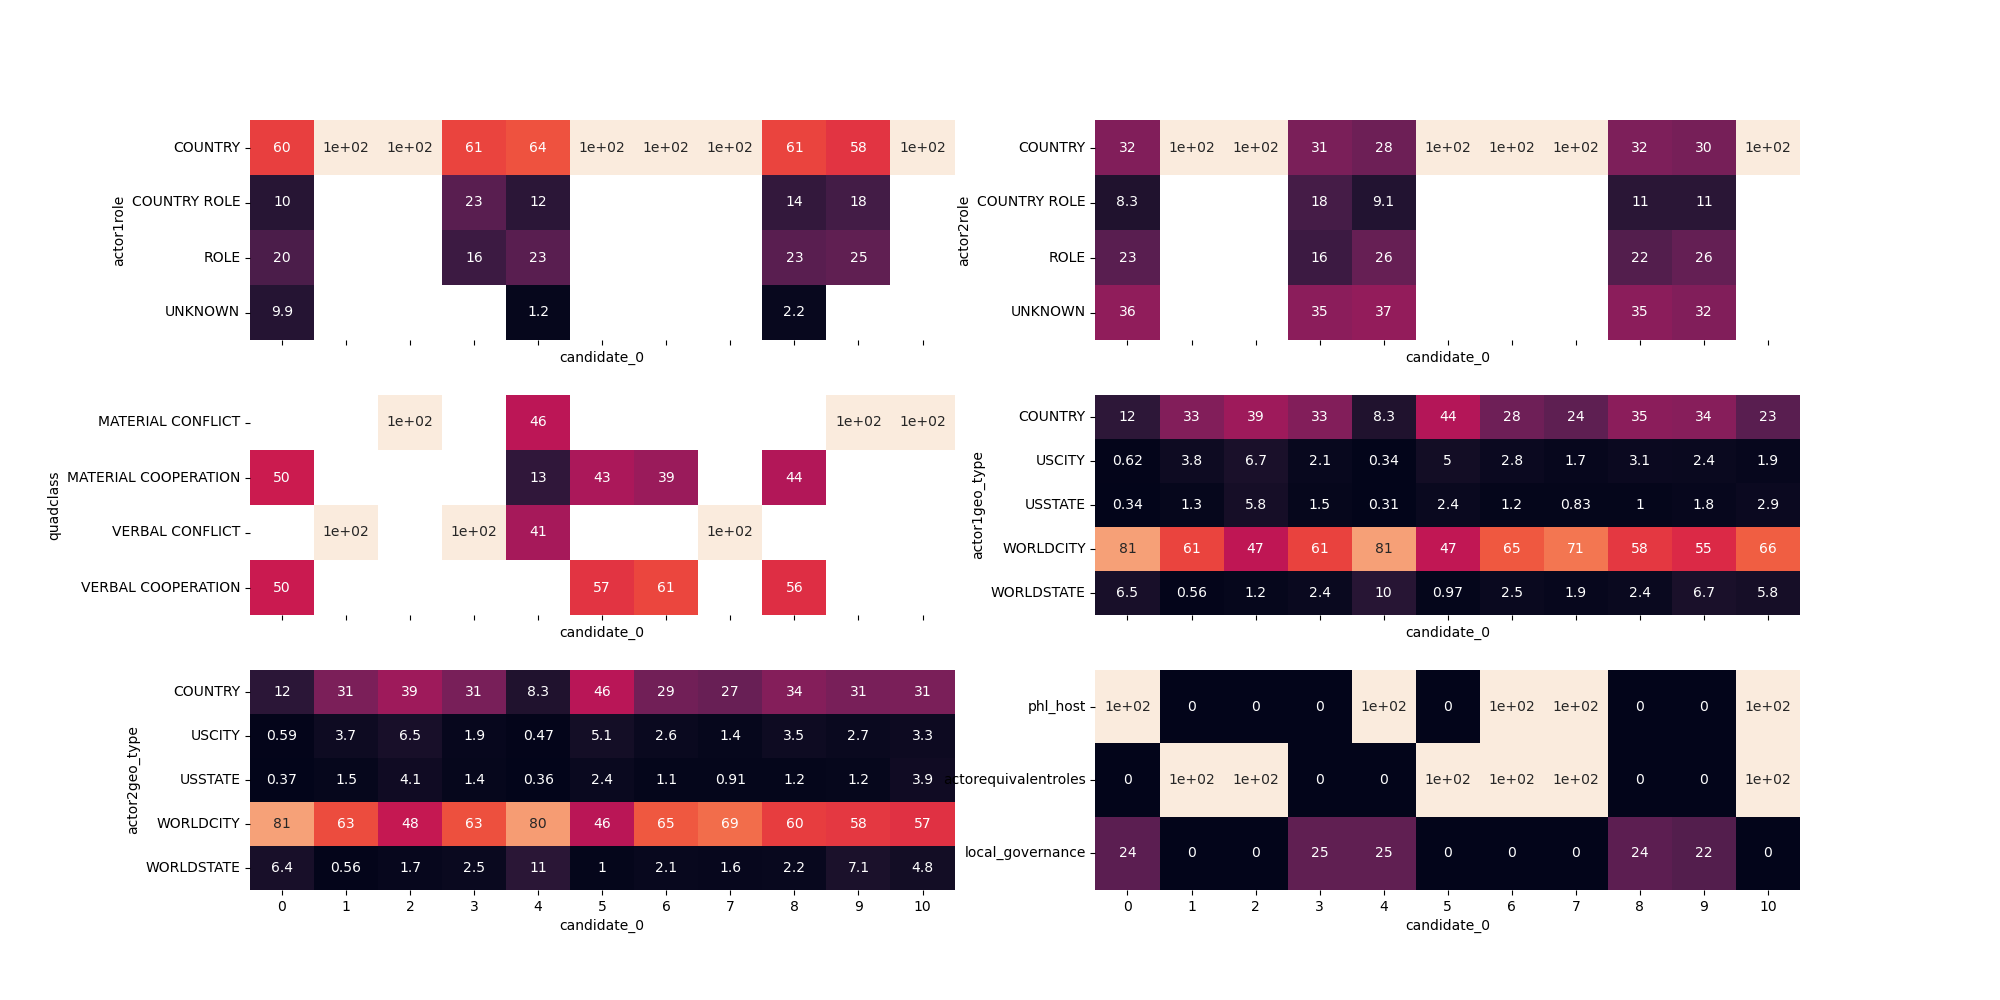 COUNTRY 60 1e+02 1e+02 61 64 1e+02 1e+02 1e+02 61 58 1e+02
COUNTRY ROLE 10 23 12 14 18
ROLE 20 16 23 23 25
UNKNOWN 9.9 1.2 2.2
actor1role
candidate_0
COUNTRY 32 1e+02 1e+02 31 28 1e+02 1e+02 1e+02 32 30 1e+02
COUNTRY ROLE 8.3 18 9.1 11 11
ROLE 23 16 26 22 26
UNKNOWN 36 35 37 35 32
actor2role
candidate_0
MATERIAL CONFLICT 1e+02 46 1e+02 1e+02
MATERIAL COOPERATION 50 13 43 39 44
VERBAL CONFLICT 1e+02 1e+02 41 1e+02
VERBAL COOPERATION 50 57 61 56
quadclass
candidate_0
COUNTRY 12 33 39 33 8.3 44 28 24 35 34 23
USCITY 0.62 3.8 6.7 2.1 0.34 5 2.8 1.7 3.1 2.4 1.9
USSTATE 0.34 1.3 5.8 1.5 0.31 2.4 1.2 0.83 1 1.8 2.9
WORLDCITY 81 61 47 61 81 47 65 71 58 55 66
WORLDSTATE 6.5 0.56 1.2 2.4 10 0.97 2.5 1.9 2.4 6.7 5.8
actor1geo_type
candidate_0
COUNTRY 12 31 39 31 8.3 46 29 27 34 31 31
USCITY 0.59 3.7 6.5 1.9 0.47 5.1 2.6 1.4 3.5 2.7 3.3
USSTATE 0.37 1.5 4.1 1.4 0.36 2.4 1.1 0.91 1.2 1.2 3.9
WORLDCITY 81 63 48 63 80 46 65 69 60 58 57
WORLDSTATE 6.4 0.56 1.7 2.5 11 1 2.1 1.6 2.2 7.1 4.8
actor2geo_type
0 1 2 3 4 5 6 7 8 9 10
candidate_0
phl_host 1e+02 0 0 0 1e+02 0 1e+02 1e+02 0 0 1e+02
actorequivalentroles 0 1e+02 1e+02 0 0 1e+02 1e+02 1e+02 0 0 1e+02
local_governance 24 0 0 25 25 0 0 0 24 22 0
0 1 2 3 4 5 6 7 8 9 10
candidate_0